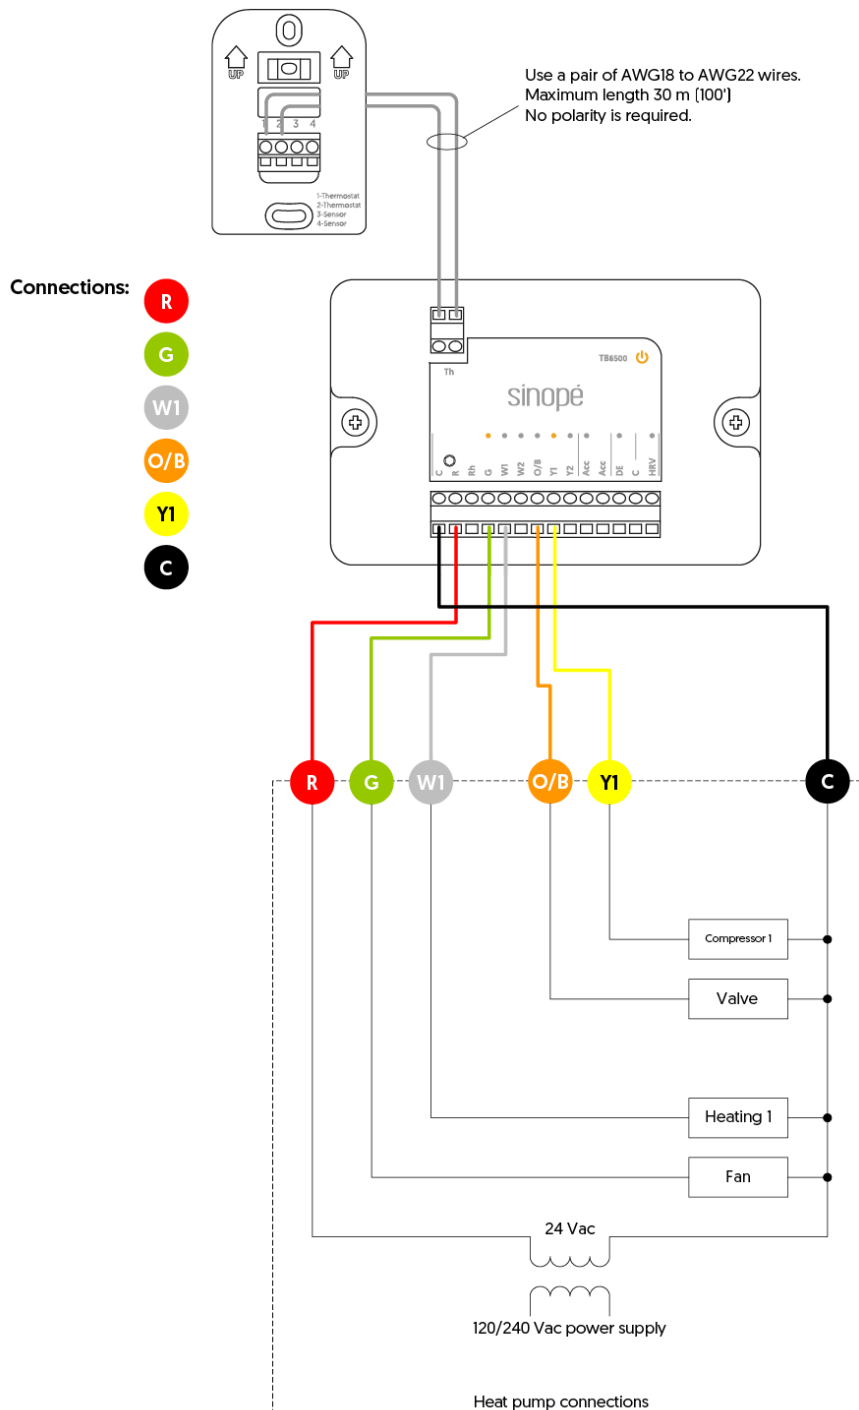 UP
UP
1 2 3 4
1-Thermostat
2-Thermostat
3-Sensor
4-Sensor
Use a pair of AWG18 to AWG22 wires.
Maximum length 30 m (100')
No polarity is required.
Connections:
R
G
W1
O/B
Y1
C
Th
TB6500
sinopé
C R Rh G W1 W2 O/B Y1 Y2 Acc Acc DE C HRV
R G W1 O/B Y1 C
Compressor 1
Valve
Heating 1
Fan
24 Vac
120/240 Vac power supply
Heat pump connections